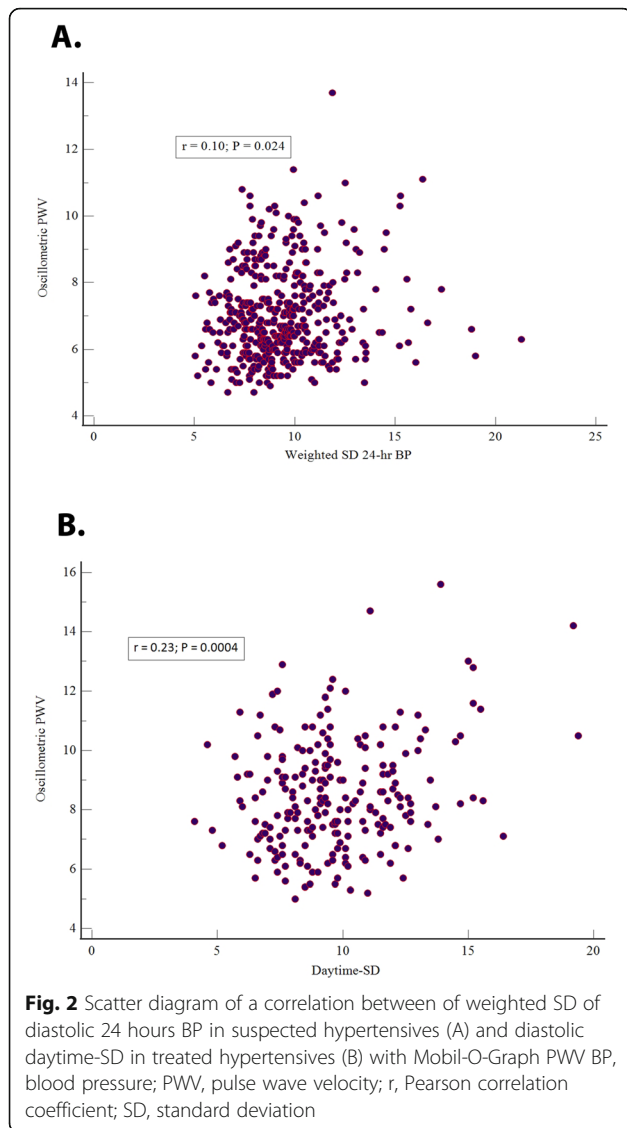 A.
14
12
10
8
6
4
r = 0.10; P = 0.024
Oscillometric PWV
0 5 10 15 20 25
Weighted SD 24-hr BP
B.
16
14
12
10
8
6
4
r = 0.23; P = 0.0004
Oscillometric PWV
0 5 10 15 20
Daytime-SD
Fig. 2 Scatter diagram of a correlation between of weighted SD of
diastolic 24 hours BP in suspected hypertensives (A) and diastolic
daytime-SD in treated hypertensives (B) with Mobil-O-Graph PWV BP,
blood pressure; PWV, pulse wave velocity; r, Pearson correlation
coefficient; SD, standard deviation